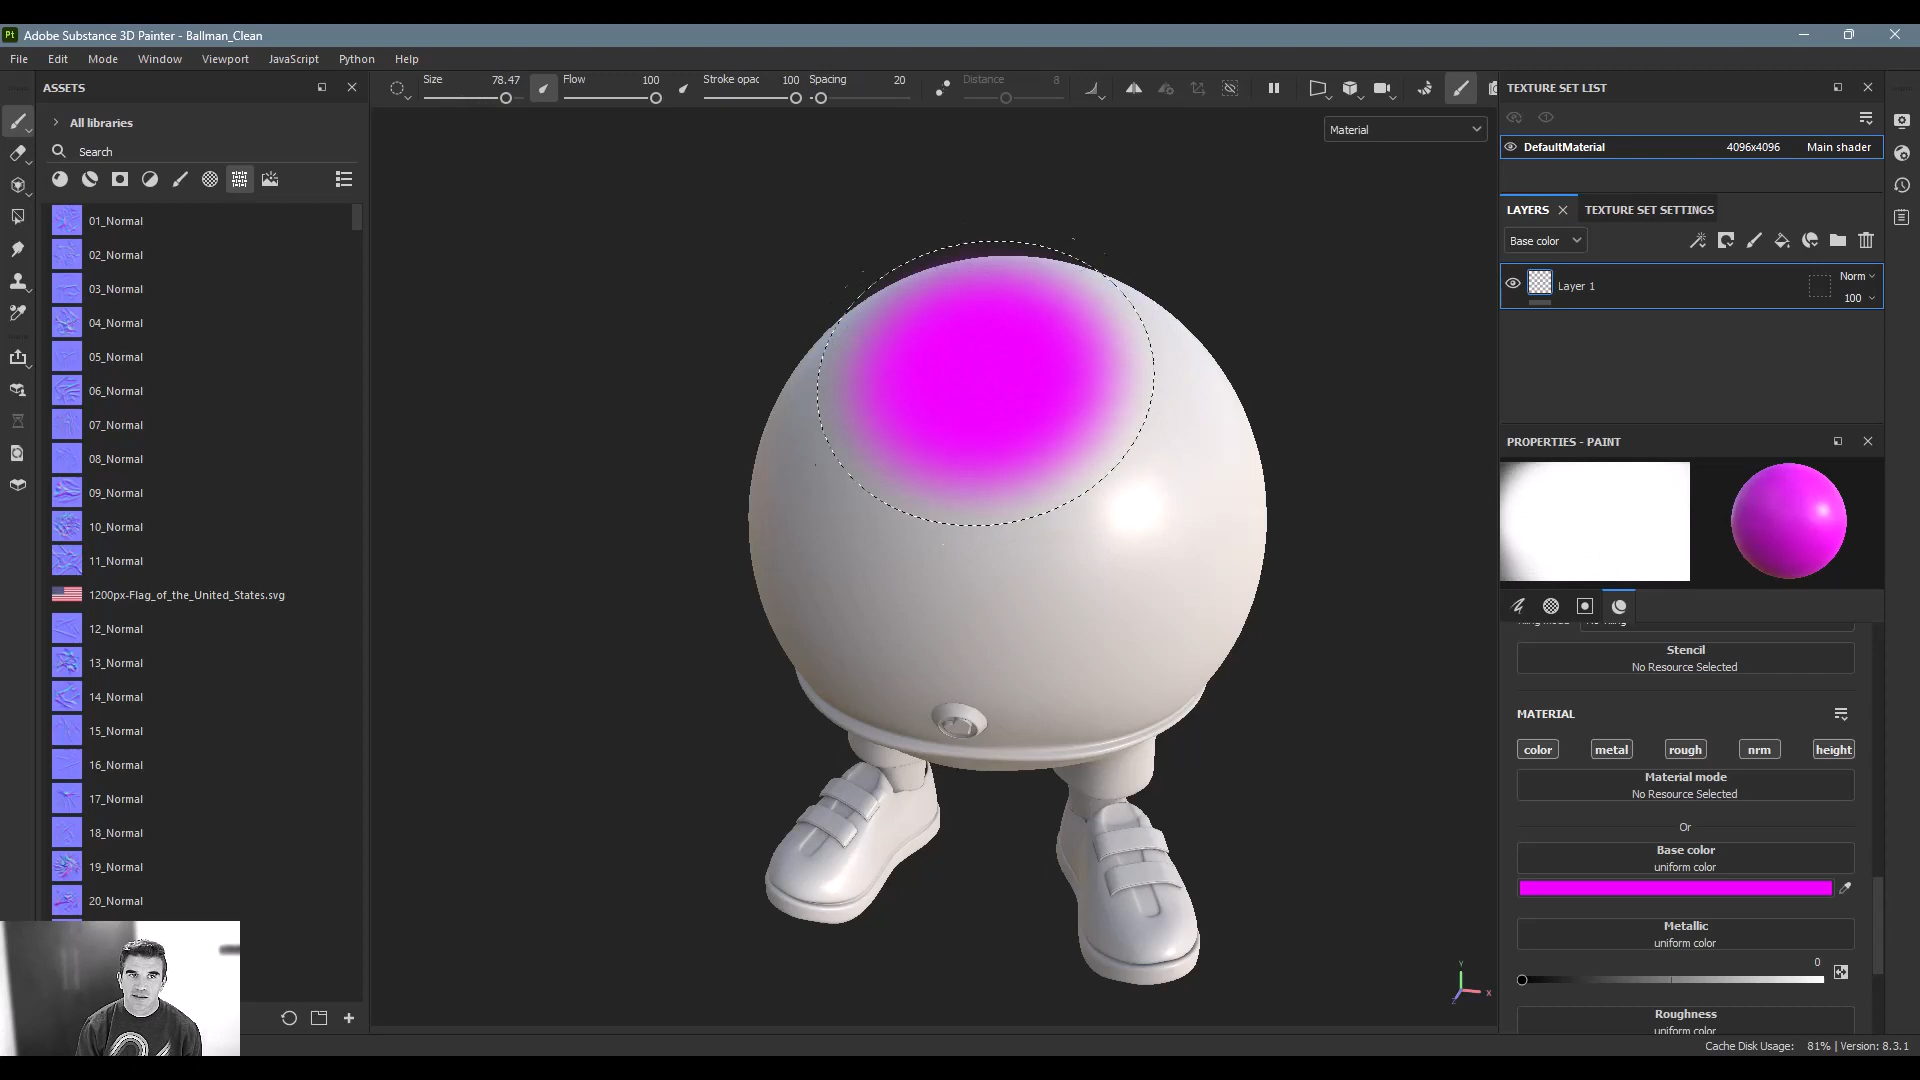 Pt Adobe Substance 3D Painter - Ballman_Clean
File Edit Mode Window Viewport JavaScript Python Help
ASSETS
Size 78.47 Flow 100 Stroke opac 100 Spacing 20 Distance 8
TEXTURE SET LIST
All libraries
Material
Search
DefaultMaterial 4096x4096 Main shader
LAYERS TEXTURE SET SETTINGS
Base color
Layer 1 Norm
100
01_Normal
02_Normal
03_Normal
04_Normal
05_Normal
06_Normal
07_Normal
08_Normal
09_Normal
10_Normal
11_Normal
1200px-Flag_of_the_United_States.svg
12_Normal
13_Normal
14_Normal
15_Normal
16_Normal
17_Normal
18_Normal
19_Normal
20_Normal
PROPERTIES - PAINT
Stencil
No Resource Selected
MATERIAL
color metal rough nrm height
Material mode
No Resource Selected
Or
Base color
uniform color
Metallic
uniform color
0
Roughness
uniform color
Y
X
Z
Cache Disk Usage: 81% | Version: 8.3.1